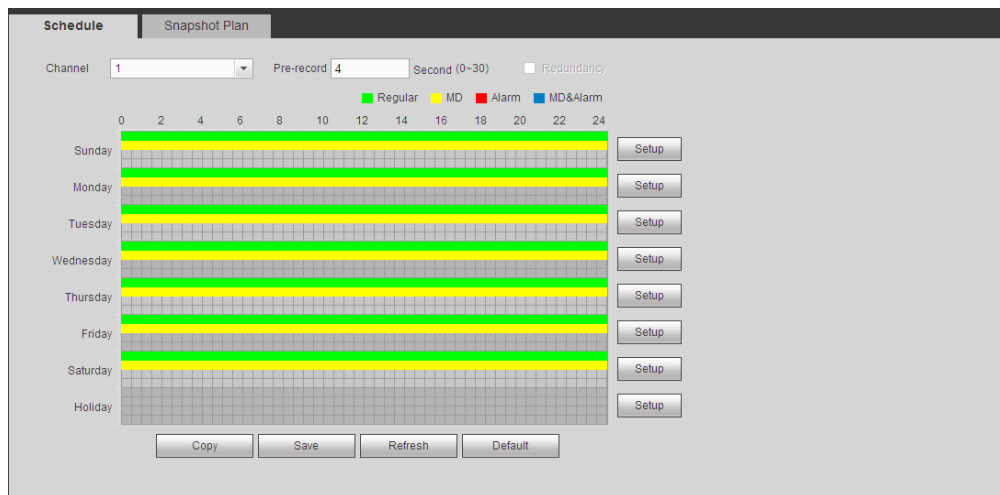 Schedule Snapshot Plan
Channel 1 Pre-record 4 Second (0~30) Redundancy
Regular MD Alarm MD&Alarm
0 2 4 6 8 10 12 14 16 18 20 22 24
Sunday Setup
Monday Setup
Tuesday Setup
Wednesday Setup
Thursday Setup
Friday Setup
Saturday Setup
Holiday Setup
Copy Save Refresh Default